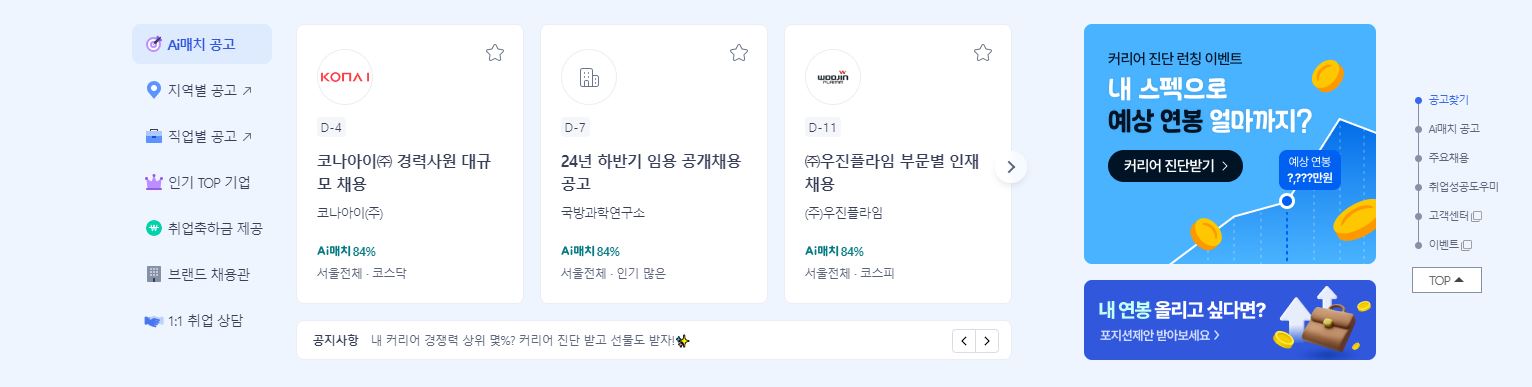 Ai매치 공고
지역별 공고
직업별 공고
인기 TOP 기업
취업축하금 제공
브랜드 채용관
1:1 취업 상담
KONA I
D-4
코나아이㈜ 경력사원 대규
모 채용
코나아이(주)
Ai매치 84%
서울전체 · 코스닥
D-7
24년 하반기 임용 공개채용
공고
국방과학연구소
Ai매치 84%
서울전체 · 인기 많은
WOOJIN
PLAIMM
D-11
㈜우진플라임 부문별 인재
채용
(주)우진플라임
Ai매치 84%
서울전체 · 코스피
공지사항 내 커리어 경쟁력 상위 몇%? 커리어 진단 받고 선물도 받자!
커리어 진단 런칭 이벤트
내 스펙으로
예상 연봉 얼마까지?
커리어 진단받기
예상 연봉
?,???만원
내 연봉 올리고 싶다면?
포지션제안 받아보세요
공고찾기
Ai매치 공고
주요채용
취업성공도우미
고객센터
이벤트
TOP